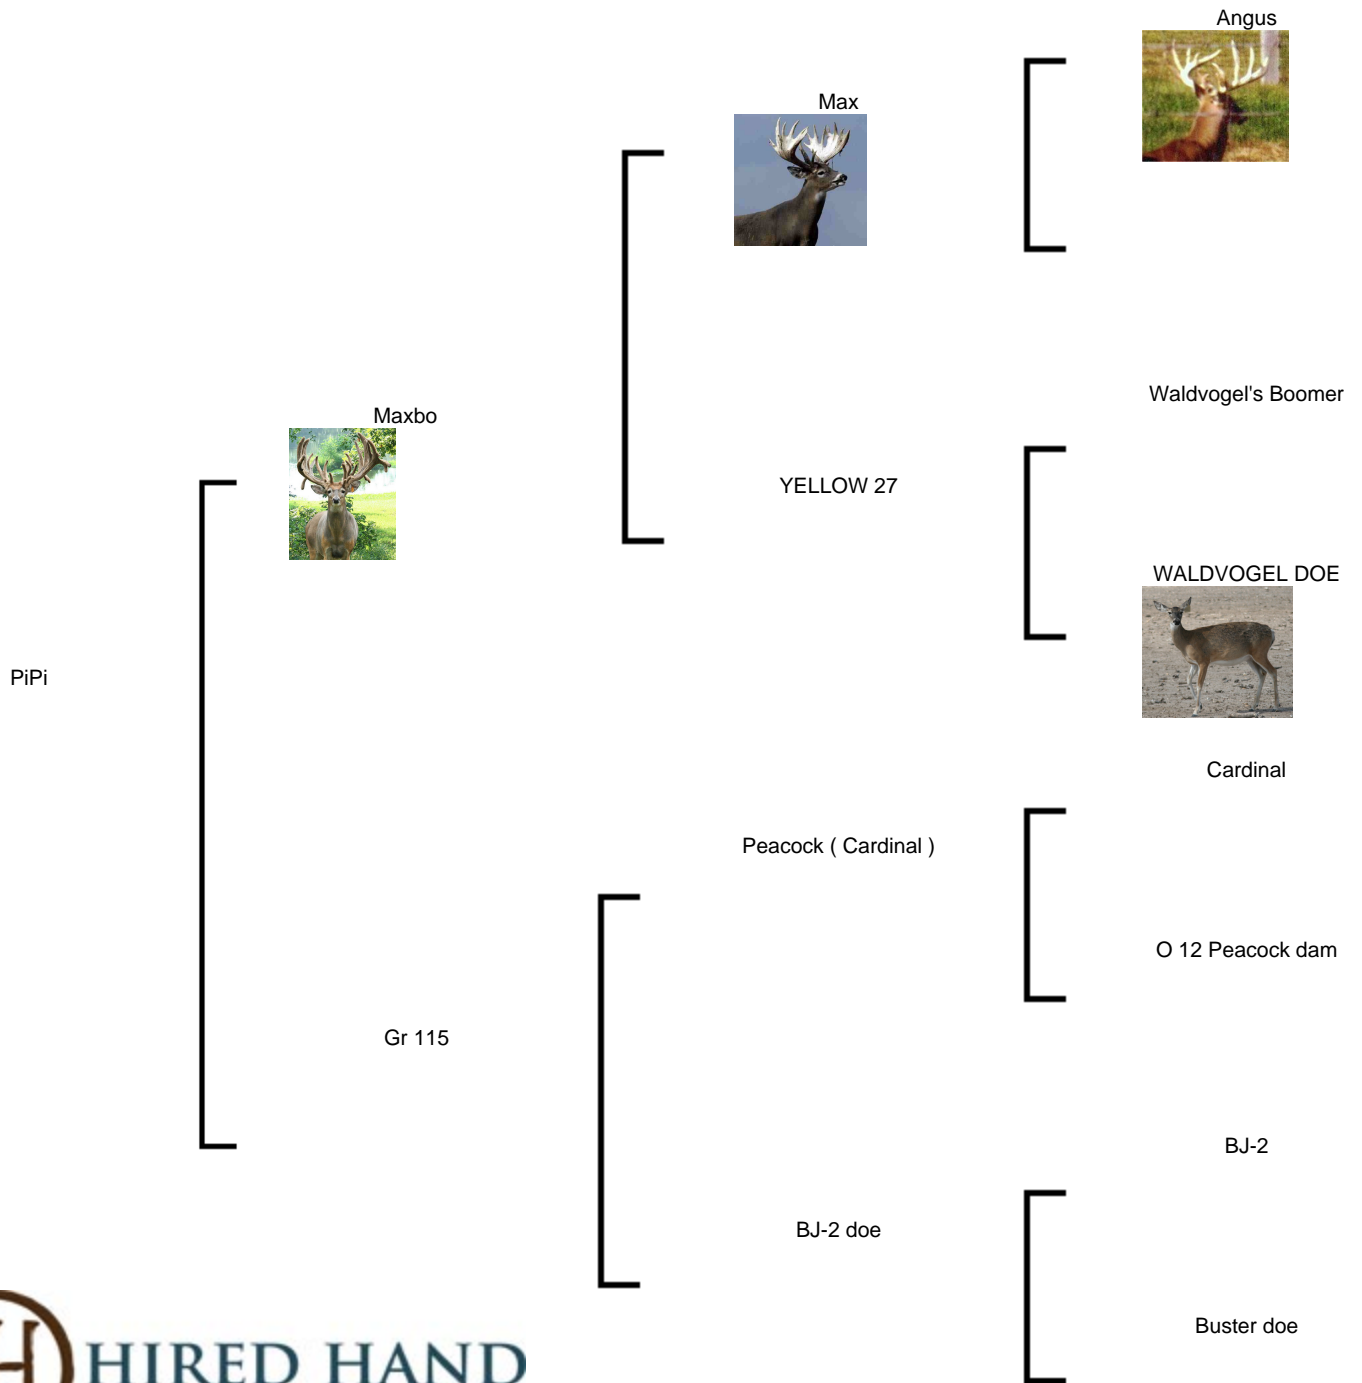 Angus
Max
Waldvogel's Boomer
Maxbo
YELLOW 27
WALDVOGEL DOE
PiPi
Cardinal
Peacock ( Cardinal )
O 12 Peacock dam
Gr 115
BJ-2
BJ-2 doe
Buster doe
H HIRED HAND